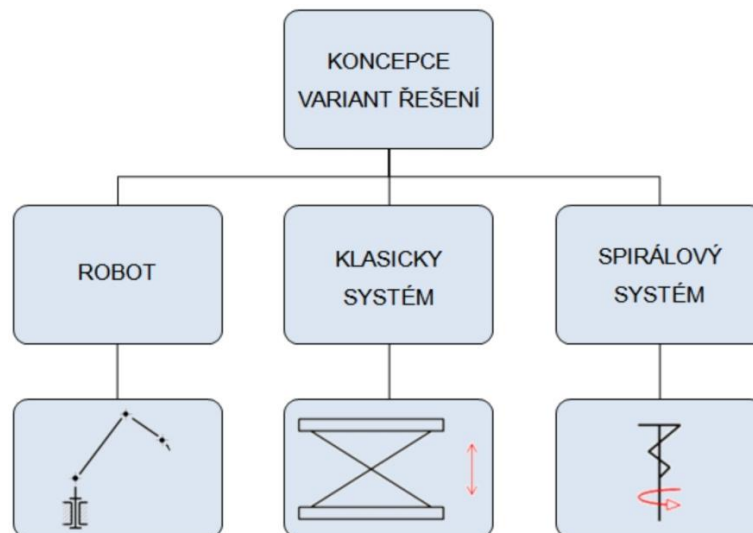 KONCEPCE
VARIANT ŘEŠENÍ
ROBOT
KLASICKY
SYSTÉM
SPIRÁLOVÝ
SYSTÉM